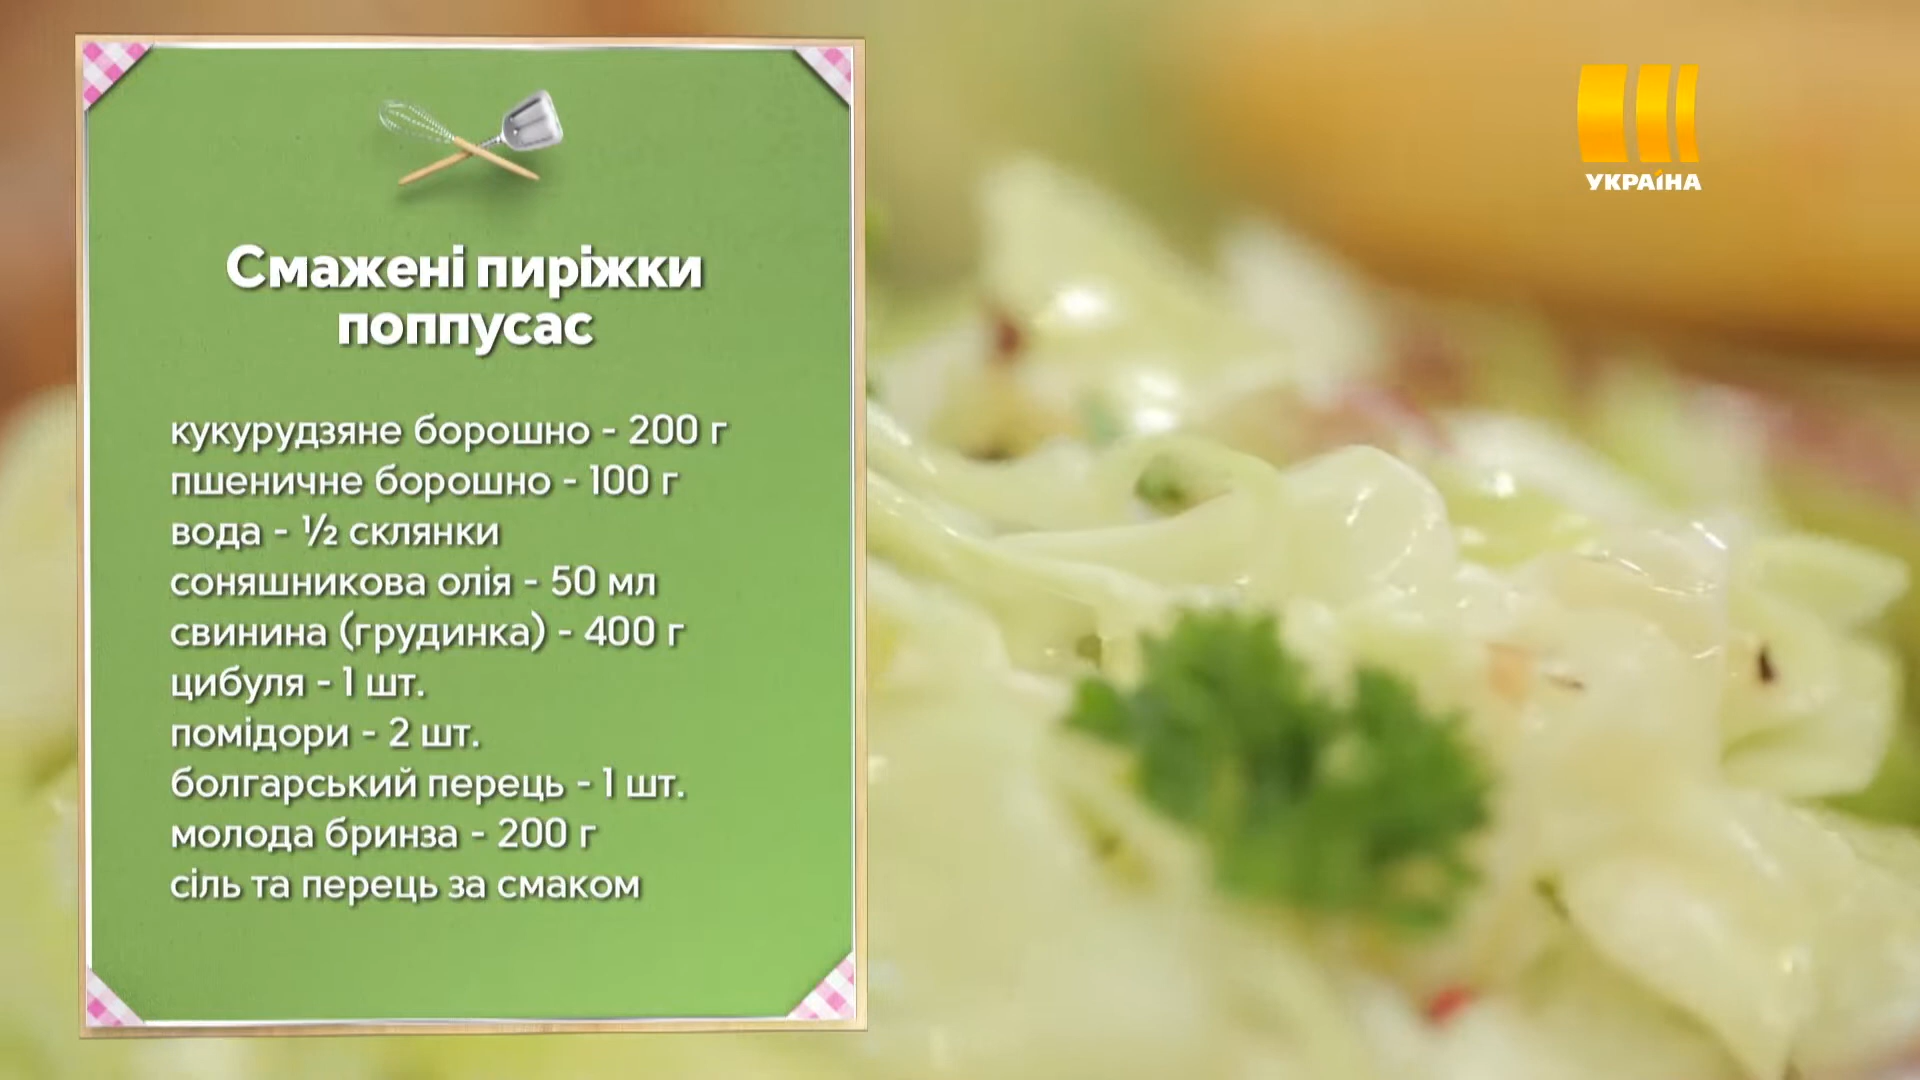 УКРАЇНА
Смажені пиріжки
поппусас
кукурудзяне борошно - 200 г
пшеничне борошно - 100 г
вода - ½ склянки
соняшникова олія - 50 мл
свинина (грудинка) - 400 г
цибуля - 1 шт.
помідори - 2 шт.
болгарський перець - 1 шт.
молода бринза - 200 г
сіль та перець за смаком